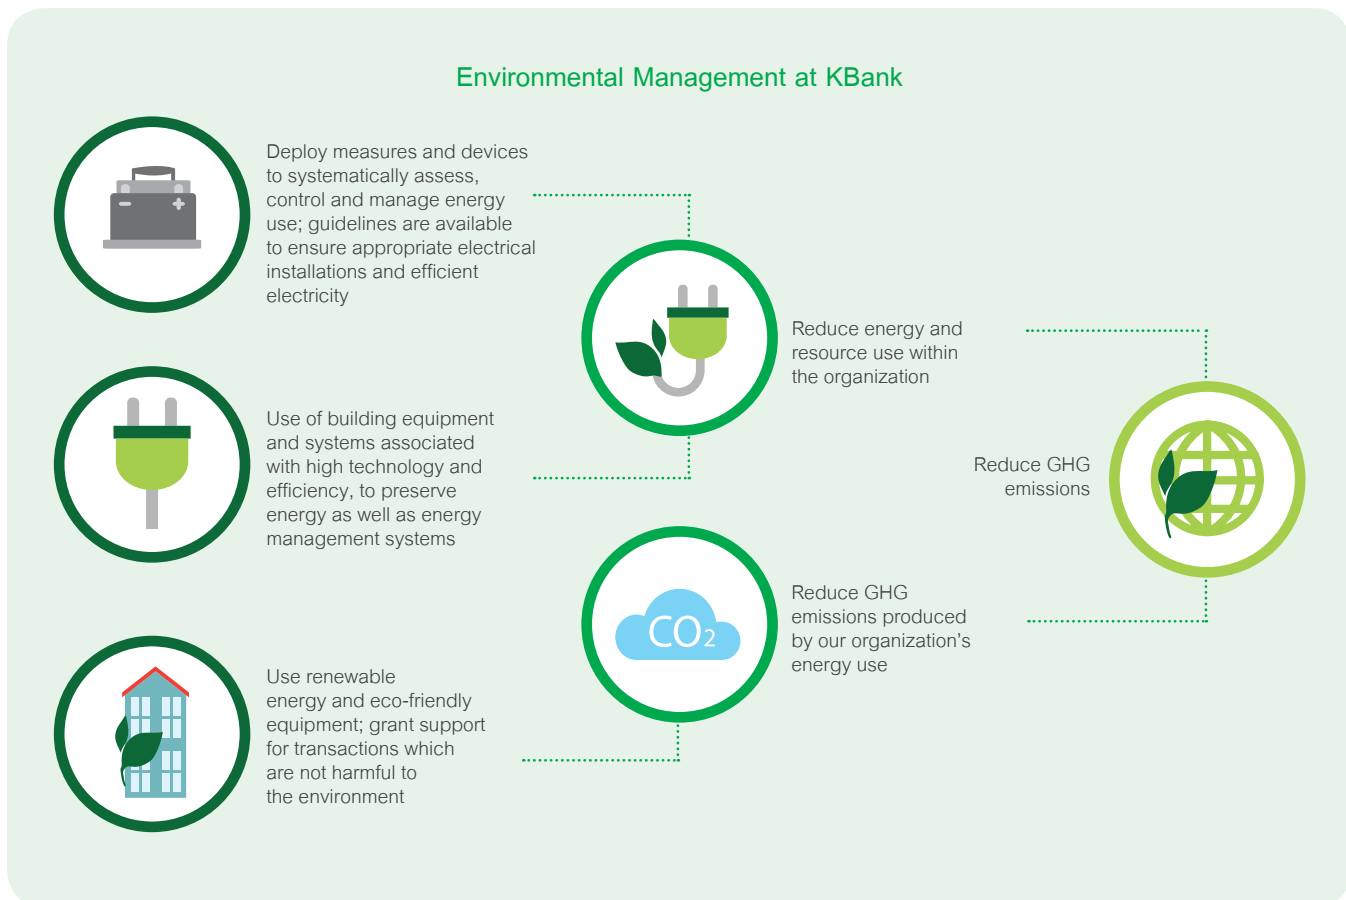 Environmental Management at KBank
Deploy measures and devices
to systematically assess,
control and manage energy
use; guidelines are available
to ensure appropriate electrical
installations and efficient
electricity
Use of building equipment
and systems associated
with high technology and
efficiency, to preserve
energy as well as energy
management systems
Use renewable
energy and eco-friendly
equipment; grant support
for transactions which
are not harmful to
the environment
Reduce energy and
resource use within
the organization
CO2
Reduce GHG
emissions produced
by our organization's
energy use
Reduce GHG
emissions